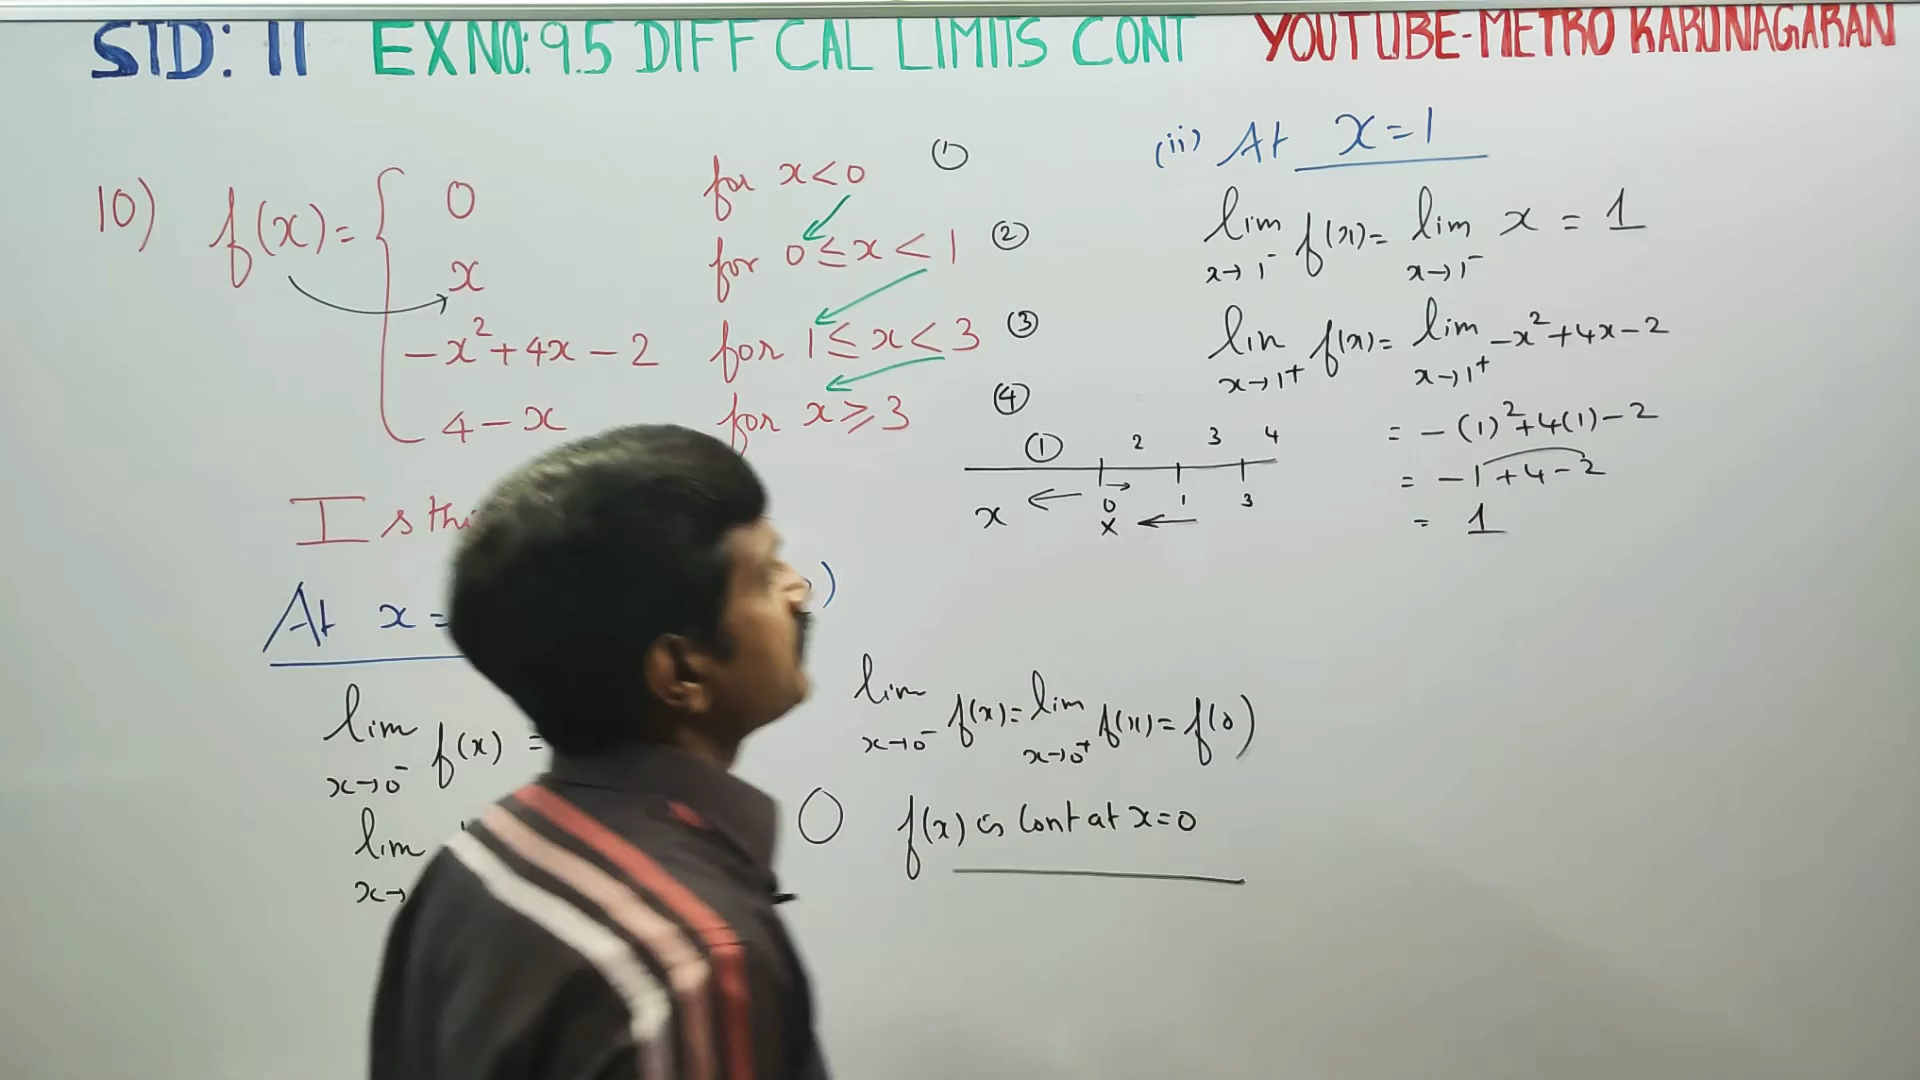 STD: 11 EX NO: 9.5 DIFF CAL LIMITS CONT YOUTUBE-METRO KARUNAGARAN
10) f(x)= { 0 for x<0 ①
x for 0≤x<1 ②
-x²+4x-2 for 1≤x<3 ③
4-x for x⩾3 ④
① 2 3 4
0 1 3
x ← → x ←
Is
At x=
)
lim x→0⁻ f(x) =
lim x→
0
lim x→0⁻ f(x)= lim x→0⁺ f(x)= f(0)
f(x) is Cont at x=0
(ii) At x=1
lim x→1⁻ f(x)= lim x→1⁻ x = 1
lim x→1⁺ f(x)= lim x→1⁺ -x²+4x-2
= -(1)²+4(1)-2
= -1+4-2
= 1